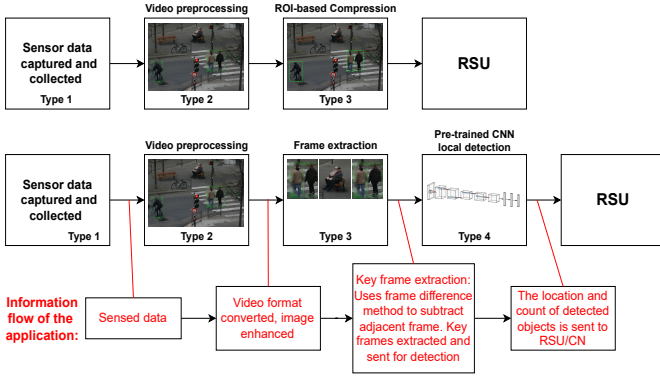 Video preprocessing
ROI-based Compression
Sensor data
captured and
collected
Type 1
Type 2
Type 3
RSU
Video preprocessing
Frame extraction
Pre-trained CNN
local detection
Sensor data
captured and
collected
Type 1
Type 2
Type 3
Type 4
RSU
Information
flow of the
application:
Sensed data
Video format
converted, image
enhanced
Key frame extraction:
Uses frame difference
method to subtract
adjacent frame. Key
frames extracted and
sent for detection
The location and
count of detected
objects is sent to
RSU/CN